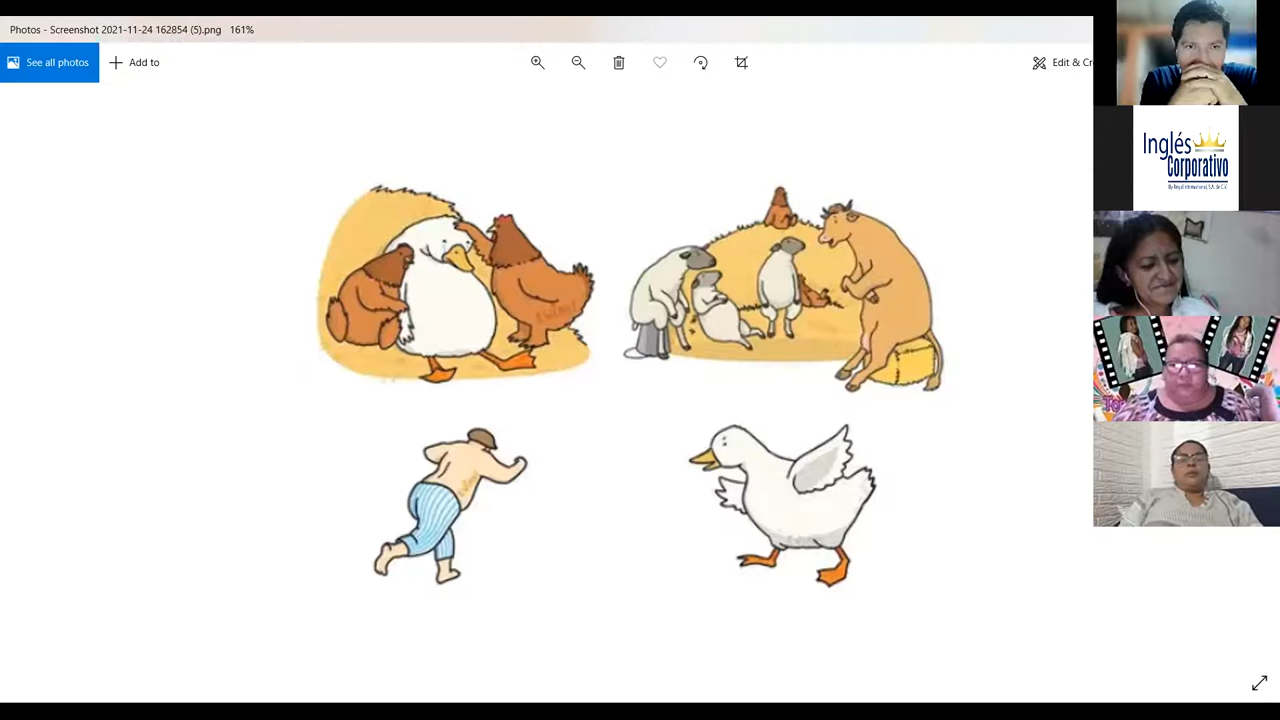 Photos - Screenshot 2021-11-24 162854 (5).png 161%
See all photos
Add to
Edit & Cr
Inglés
Corporativo